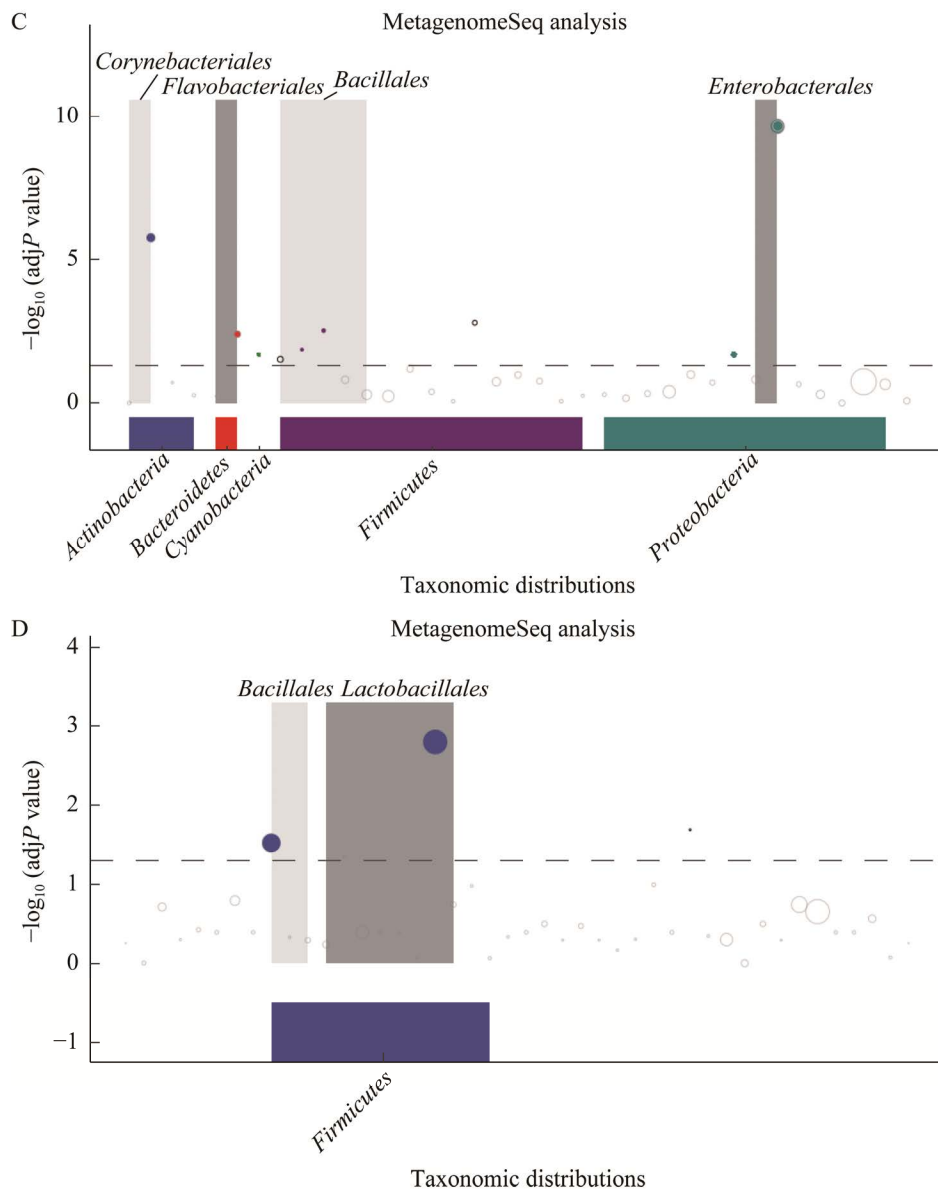 C
MetagenomeSeq analysis
Corynebacteriales
Flavobacteriales
Bacillales
Enterobacterales
10
5
0
−log₁₀ (adjP value)
Actinobacteria
Bacteroidetes
Cyanobacteria
Firmicutes
Proteobacteria
Taxonomic distributions
D
MetagenomeSeq analysis
4
Bacillales
Lactobacillales
3
2
1
0
−1
−log₁₀ (adjP value)
Firmicutes
Taxonomic distributions